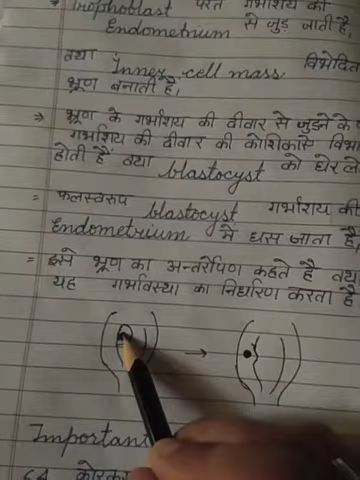 Trophoblast परत गर्भाशय की
Endometrium से जुड़ जाती है,
तथा Inner cell mass विभेदित
भ्रूण बनाती है,
⇒ भ्रूण के गर्भाशय की दीवार से जुड़ने के
गर्भाशय की दीवार की कोशिकाऐ विभा
होती हैं तथा blastocyst को घेर ले
= फलस्वरूप blastocyst गर्भाशय की
Endometrium में धस जाता है,
= इसे भ्रूण का अन्तर्रोपण कहते है तथ
यह गर्भावस्था का निर्धारण करता है
Important